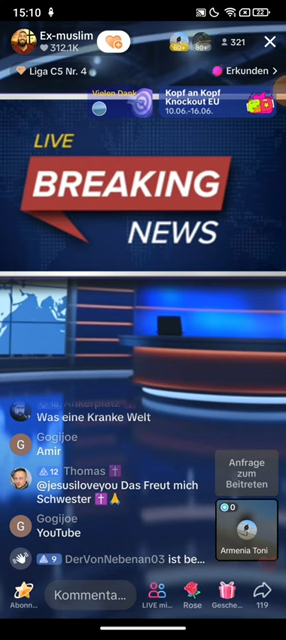 15:10
22
Ex-muslim
312.1K
60+
80+
321
Liga C5 Nr. 4
Erkunden
Vielen Dank
Kopf an Kopf
Knockout EU
10.06.-16.06.
LIVE
BREAKING
NEWS
Was eine Kranke Welt
Gogijoe
Amir
12 Thomas ✝️
@jesusiloveyou Das Freut mich
Schwester ✝️🙏
Gogijoe
YouTube
9 DerVonNebenan03 ist be...
Anfrage
zum
Beitreten
0
Armenia Toni
Abonn...
Kommenta...
LIVE mi...
Rose
Gesche...
119